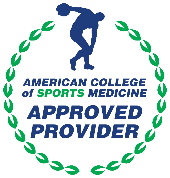 AMERICAN COLLEGE
of SPORTS MEDICINE
APPROVED
PROVIDER